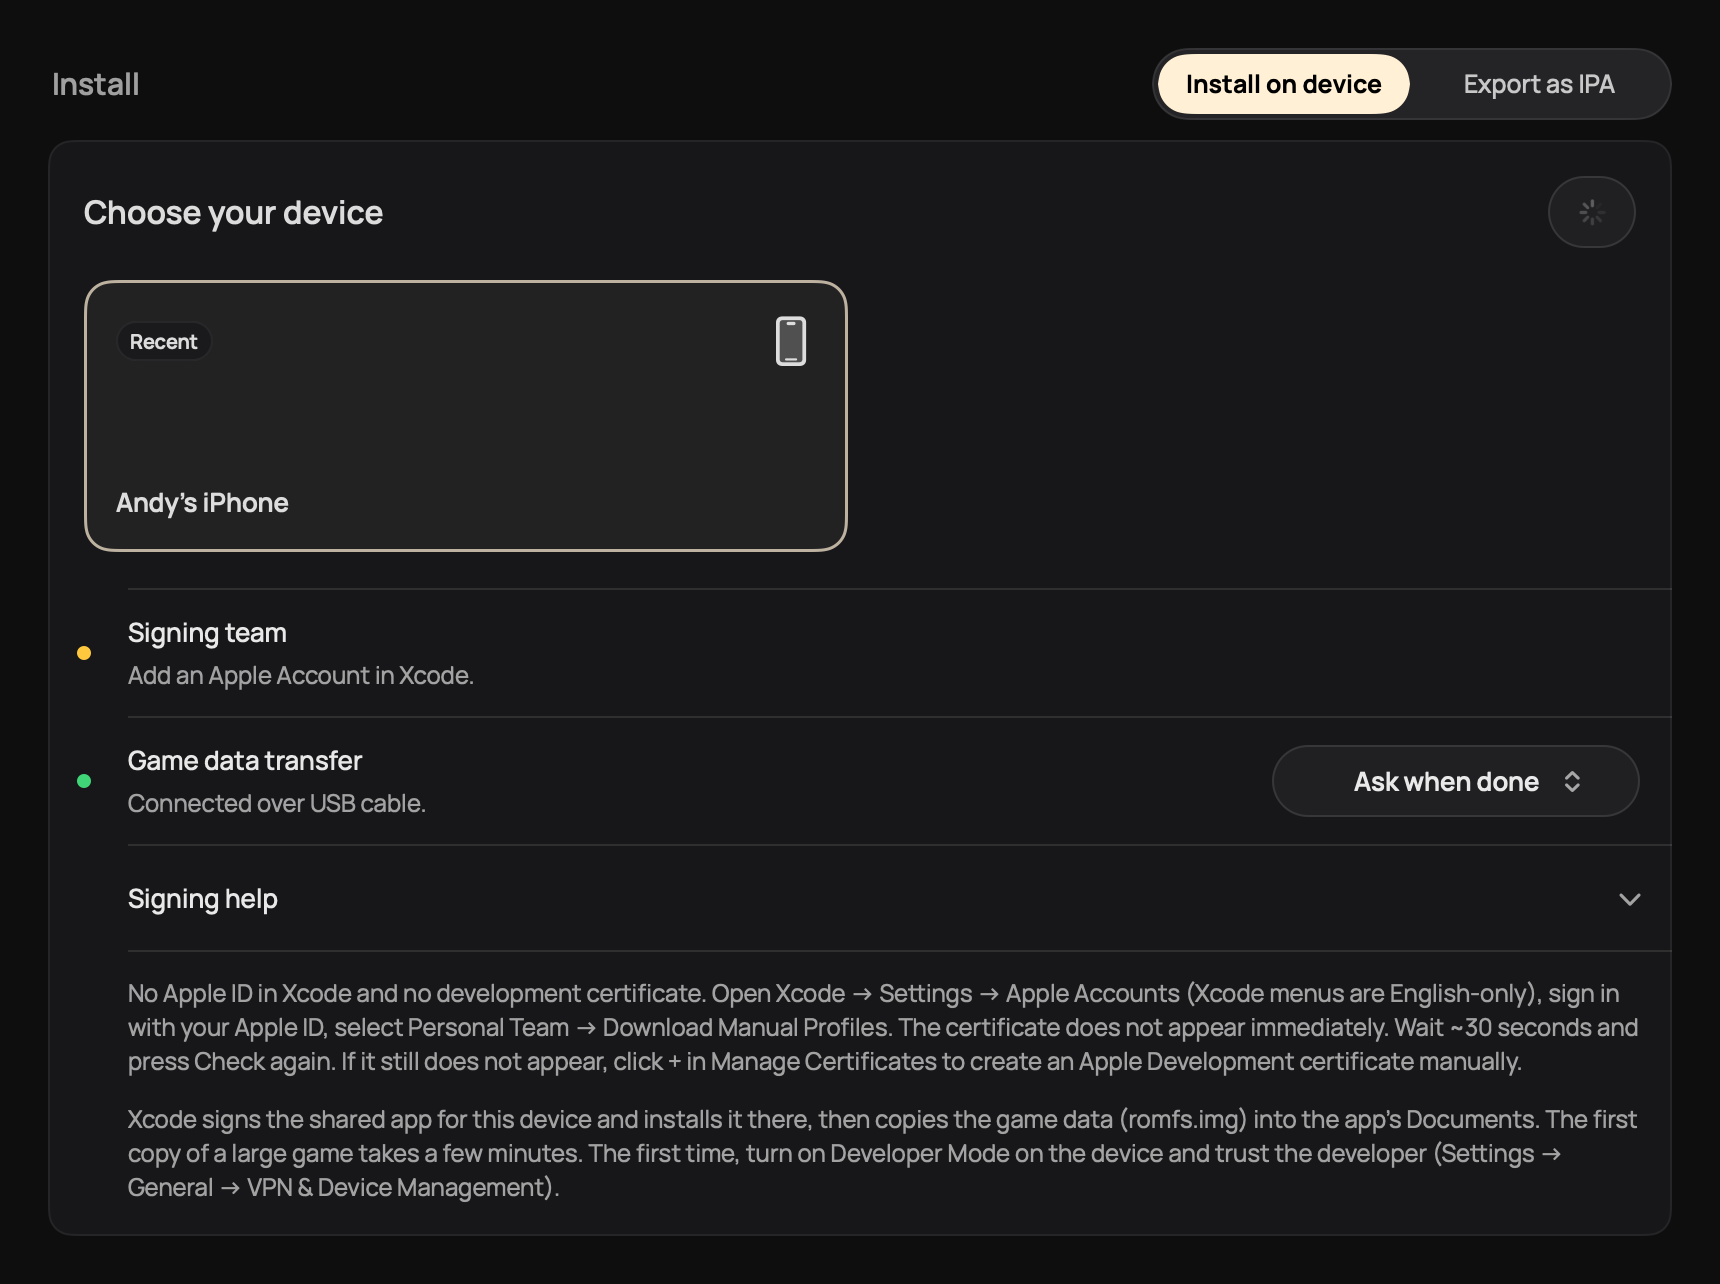 Install
Install on device
Export as IPA
Choose your device
Recent
Andy’s iPhone
Signing team
Add an Apple Account in Xcode.
Game data transfer
Connected over USB cable.
Ask when done
Signing help
No Apple ID in Xcode and no development certificate. Open Xcode → Settings → Apple Accounts (Xcode menus are English-only), sign in
with your Apple ID, select Personal Team → Download Manual Profiles. The certificate does not appear immediately. Wait ~30 seconds and
press Check again. If it still does not appear, click + in Manage Certificates to create an Apple Development certificate manually.
Xcode signs the shared app for this device and installs it there, then copies the game data (romfs.img) into the app’s Documents. The first
copy of a large game takes a few minutes. The first time, turn on Developer Mode on the device and trust the developer (Settings →
General → VPN & Device Management).